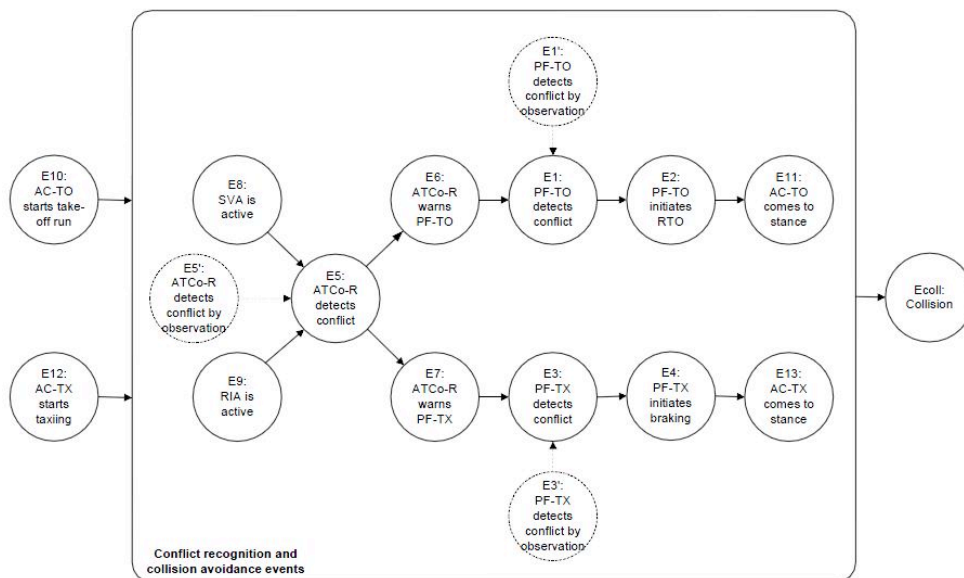 E1':
PF-TO
detects
conflict by
observation
E10:
AC-TO
starts take-
off run
E8:
SVA is
active
E6:
ATCo-R
warns
PF-TO
E1:
PF-TO
detects
conflict
E2:
PF-TO
initiates
RTO
E11:
AC-TO
comes to
stance
E5':
ATCo-R
detects
conflict by
observation
E5:
ATCo-R
detects
conflict
Ecoll:
Collision
E12:
AC-TX
starts
taxiing
E9:
RIA is
active
E7:
ATCo-R
warns
PF-TX
E3:
PF-TX
detects
conflict
E4:
PF-TX
initiates
braking
E13:
AC-TX
comes to
stance
E3':
PF-TX
detects
conflict by
observation
Conflict recognition and
collision avoidance events